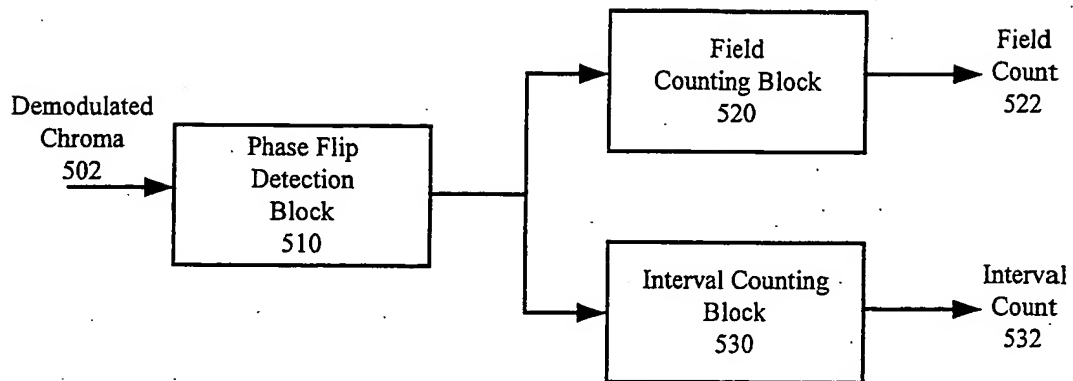 Demodulated
Chroma
502
Phase Flip
Detection
Block
510
Field
Counting Block
520
Field
Count
522
Interval Counting
Block
530
Interval
Count
532